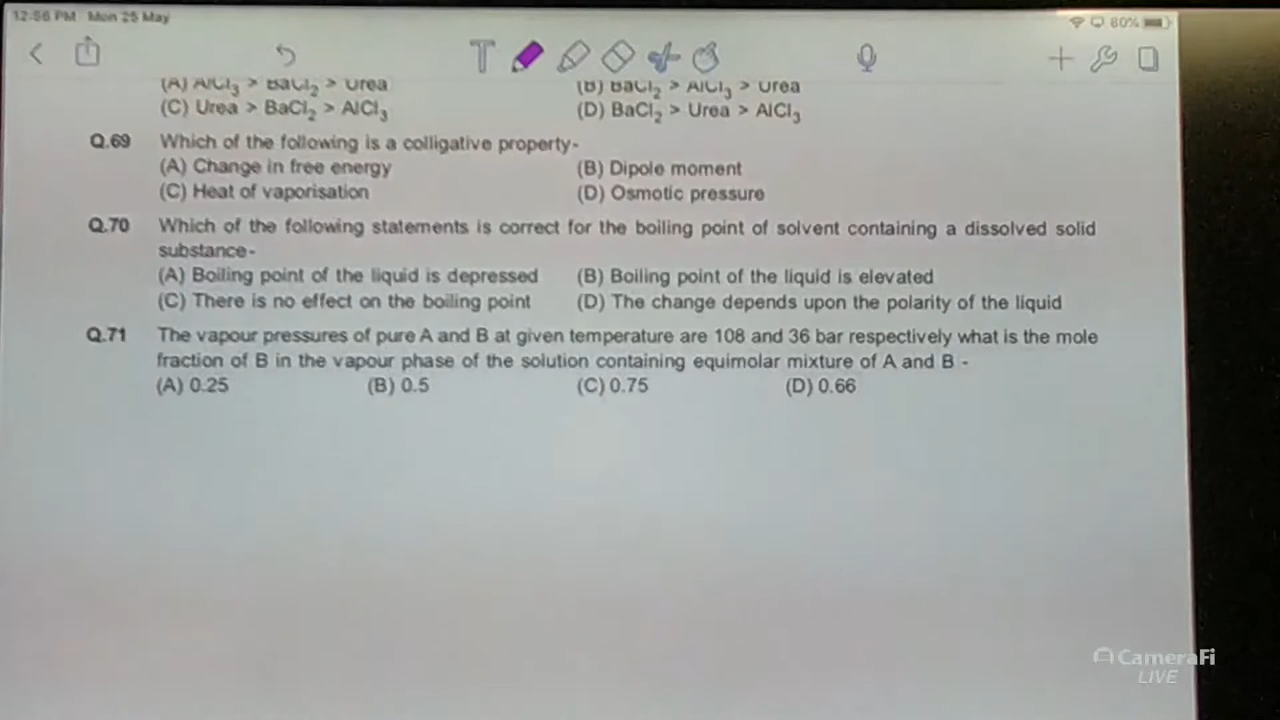 12:56 PM Mon 25 May
80%
(A) AlCl₃ > BaCl₂ > Urea (B) BaCl₂ > AlCl₃ > Urea
(C) Urea > BaCl₂ > AlCl₃ (D) BaCl₂ > Urea > AlCl₃
Q.69 Which of the following is a colligative property-
(A) Change in free energy (B) Dipole moment
(C) Heat of vaporisation (D) Osmotic pressure
Q.70 Which of the following statements is correct for the boiling point of solvent containing a dissolved solid
substance-
(A) Boiling point of the liquid is depressed (B) Boiling point of the liquid is elevated
(C) There is no effect on the boiling point (D) The change depends upon the polarity of the liquid
Q.71 The vapour pressures of pure A and B at given temperature are 108 and 36 bar respectively what is the mole
fraction of B in the vapour phase of the solution containing equimolar mixture of A and B -
(A) 0.25 (B) 0.5 (C) 0.75 (D) 0.66
CameraFi
LIVE